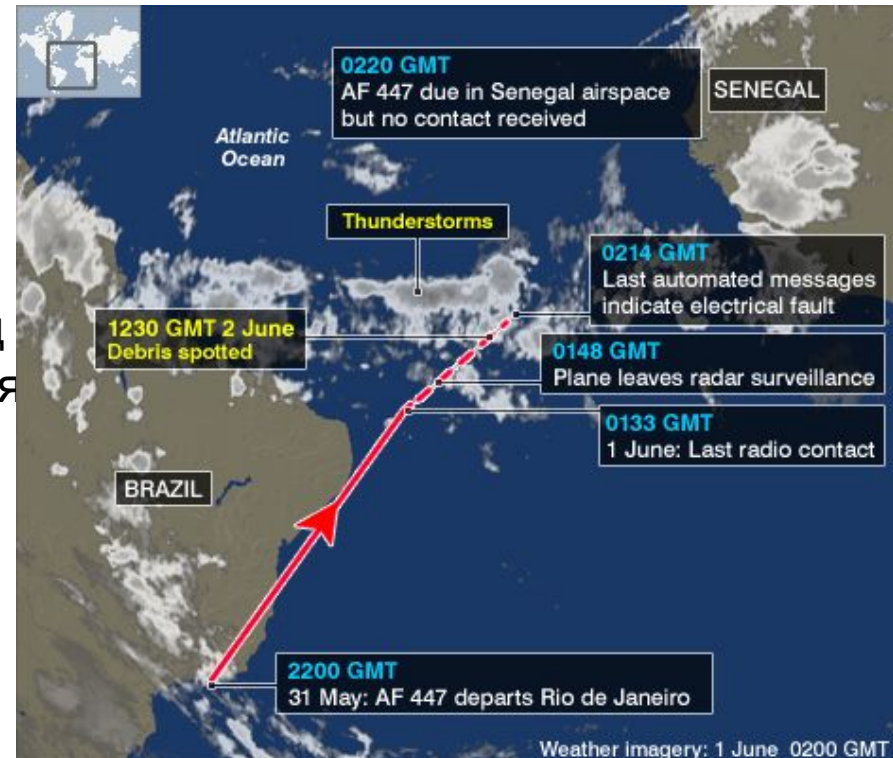 0220 GMT
AF 447 due in Senegal airspace
but no contact received
SENEGAL
Atlantic
Ocean
Thunderstorms
0214 GMT
Last automated messages
indicate electrical fault
1230 GMT 2 June
Debris spotted
0148 GMT
Plane leaves radar surveillance
0133 GMT
1 June: Last radio contact
BRAZIL
2200 GMT
31 May: AF 447 departs Rio de Janeiro
Weather imagery: 1 June 0200 GMT